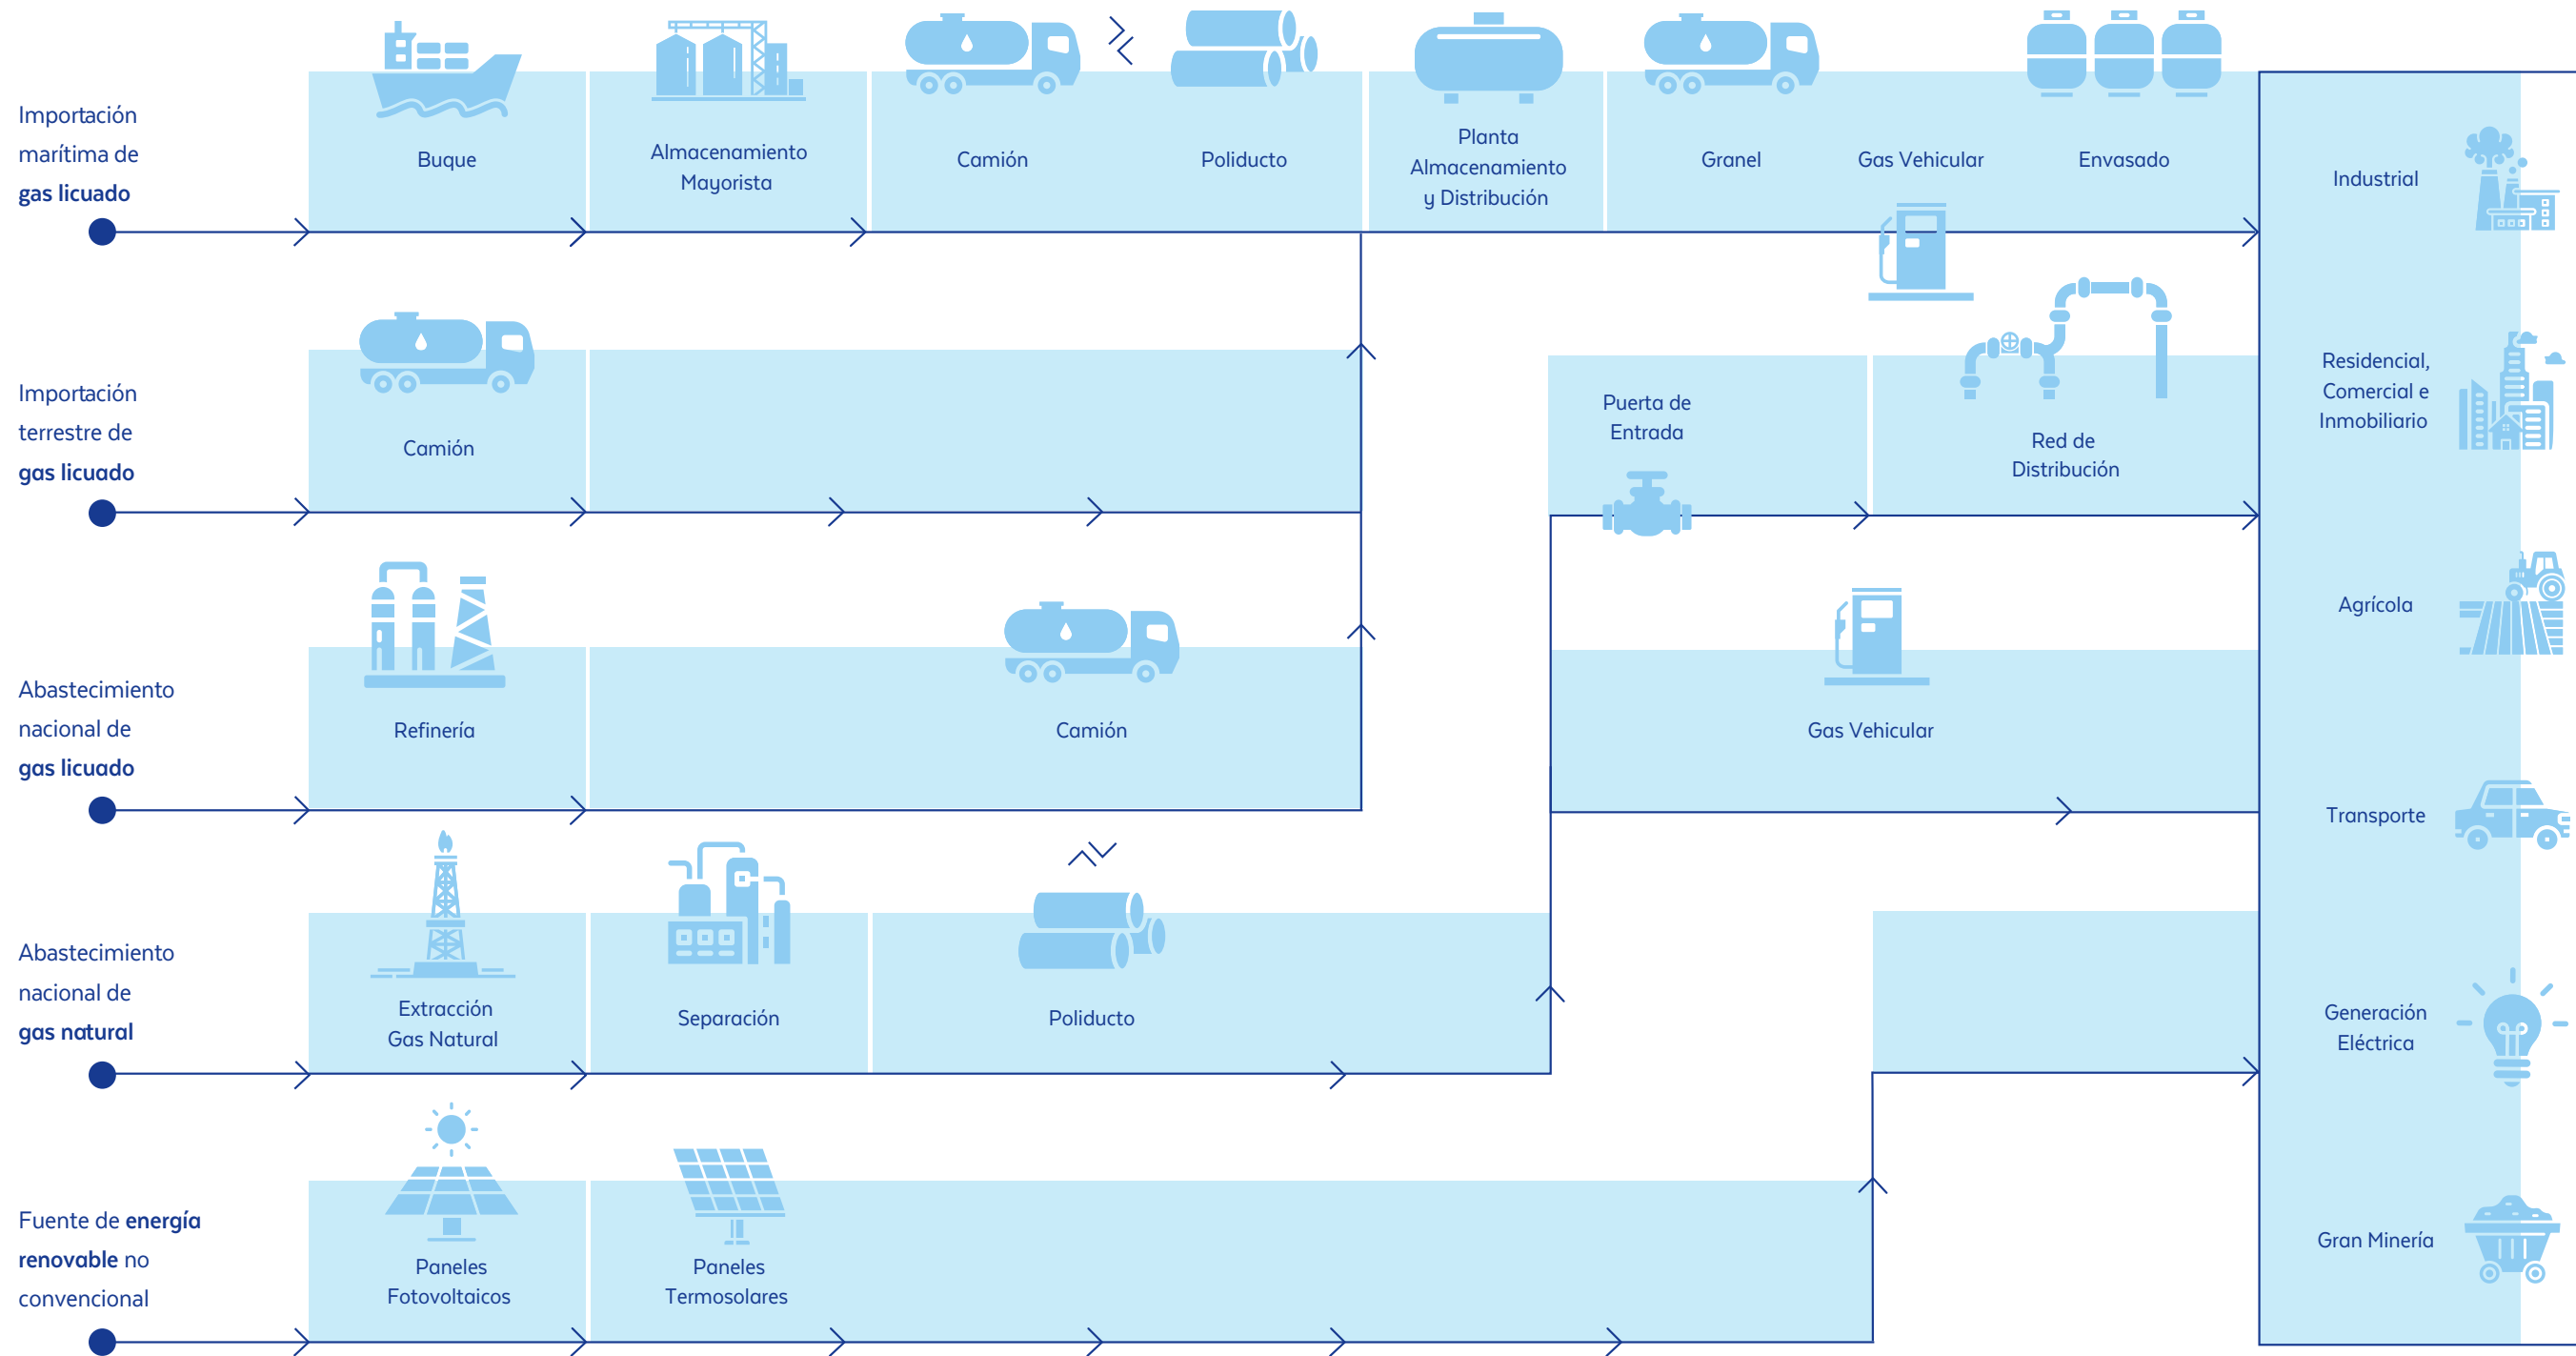 Importación
marítima de
gas licuado
Buque
Almacenamiento
Mayorista
Camión
Poliducto
Planta
Almacenamiento
y Distribución
Granel
Gas Vehicular
Envasado
Importación
terrestre de
gas licuado
Camión
Puerta de
Entrada
Red de
Distribución
Abastecimiento
nacional de
gas licuado
Refinería
Camión
Gas Vehicular
Abastecimiento
nacional de
gas natural
Extracción
Gas Natural
Separación
Poliducto
Fuente de energía
renovable no
convencional
Paneles
Fotovoltaicos
Paneles
Termosolares
Industrial
Residencial,
Comercial e
Inmobiliario
Agrícola
Transporte
Generación
Eléctrica
Gran Minería